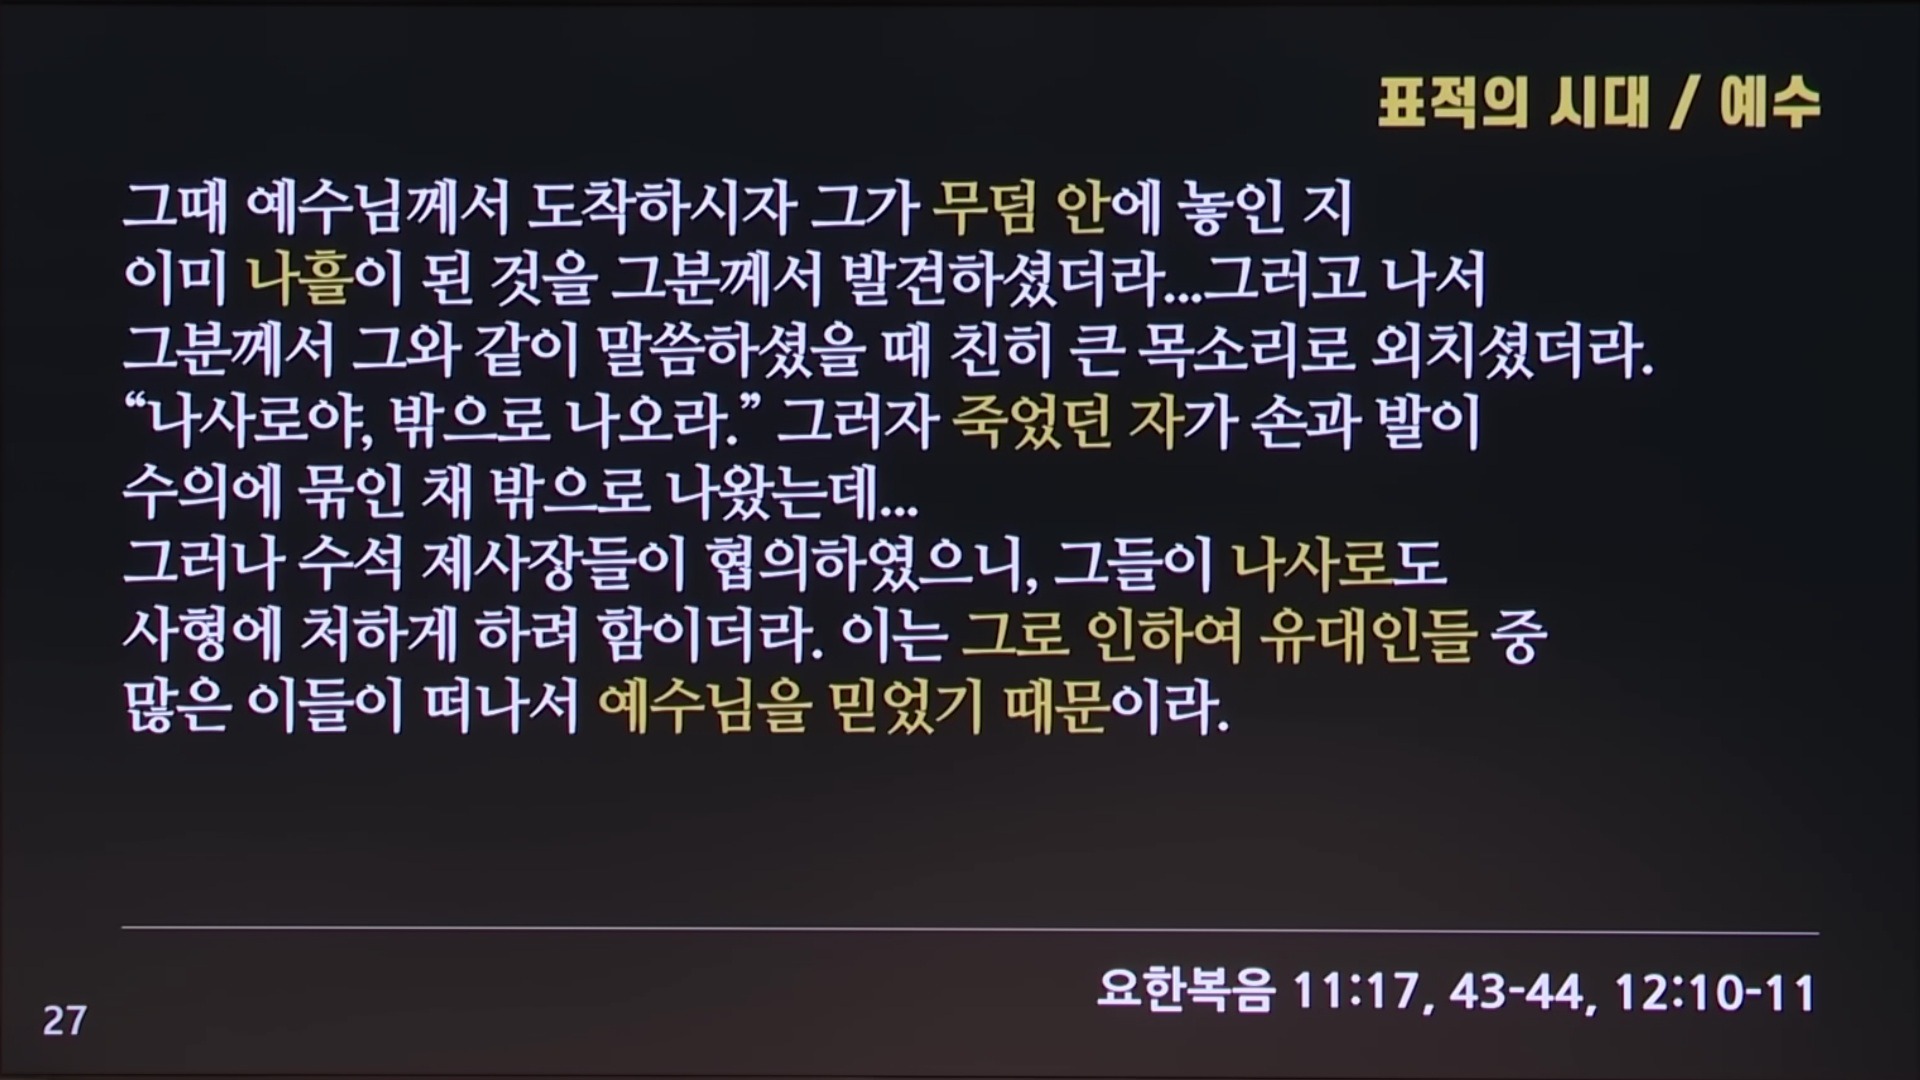 표적의 시대 / 예수
그때 예수님께서 도착하시자 그가 무덤 안에 놓인 지
이미 나흘이 된 것을 그분께서 발견하셨더라...그러고 나서
그분께서 그와 같이 말씀하셨을 때 친히 큰 목소리로 외치셨더라.
“나사로야, 밖으로 나오라.” 그러자 죽었던 자가 손과 발이
수의에 묶인 채 밖으로 나왔는데...
그러나 수석 제사장들이 협의하였으니, 그들이 나사로도
사형에 처하게 하려 함이더라. 이는 그로 인하여 유대인들 중
많은 이들이 떠나서 예수님을 믿었기 때문이라.
요한복음 11:17, 43-44, 12:10-11
27